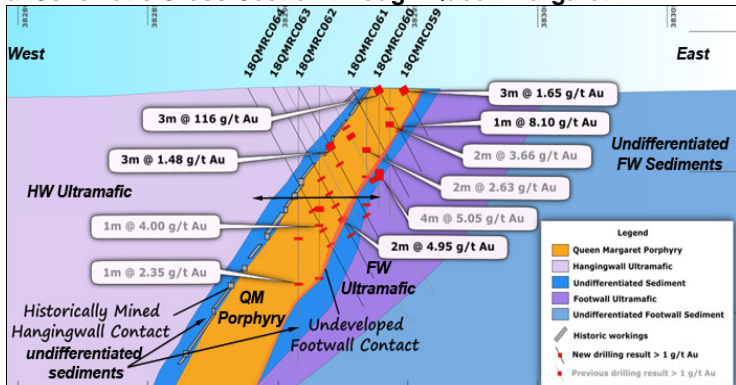 38280
38290
38300
38305
18QMRC064
18QMRC063
18QMRC062
18QMRC061
18QMRC060
18QMRC059
West
East
3m @ 116 g/t Au
3m @ 1.65 g/t Au
1m @ 8.10 g/t Au
3m @ 1.48 g/t Au
2m @ 3.66 g/t Au
Undifferentiated
FW Sediments
HW Ultramafic
2m @ 2.63 g/t Au
1m @ 4.00 g/t Au
4m @ 5.05 g/t Au
2m @ 4.95 g/t Au
1m @ 2.35 g/t Au
FW
Ultramafic
QM
Porphyry
Historically Mined
Hangingwall Contact
undifferentiated
sediments
Undeveloped
Footwall Contact
Legend
Queen Margaret Porphyry
Hangingwall Ultramafic
Undifferentiated Sediment
Footwall Ultramafic
Undifferentiated Footwall Sediment
Historic workings
New drilling result > 1 g/t Au
Previous drilling result > 1 g/t Au